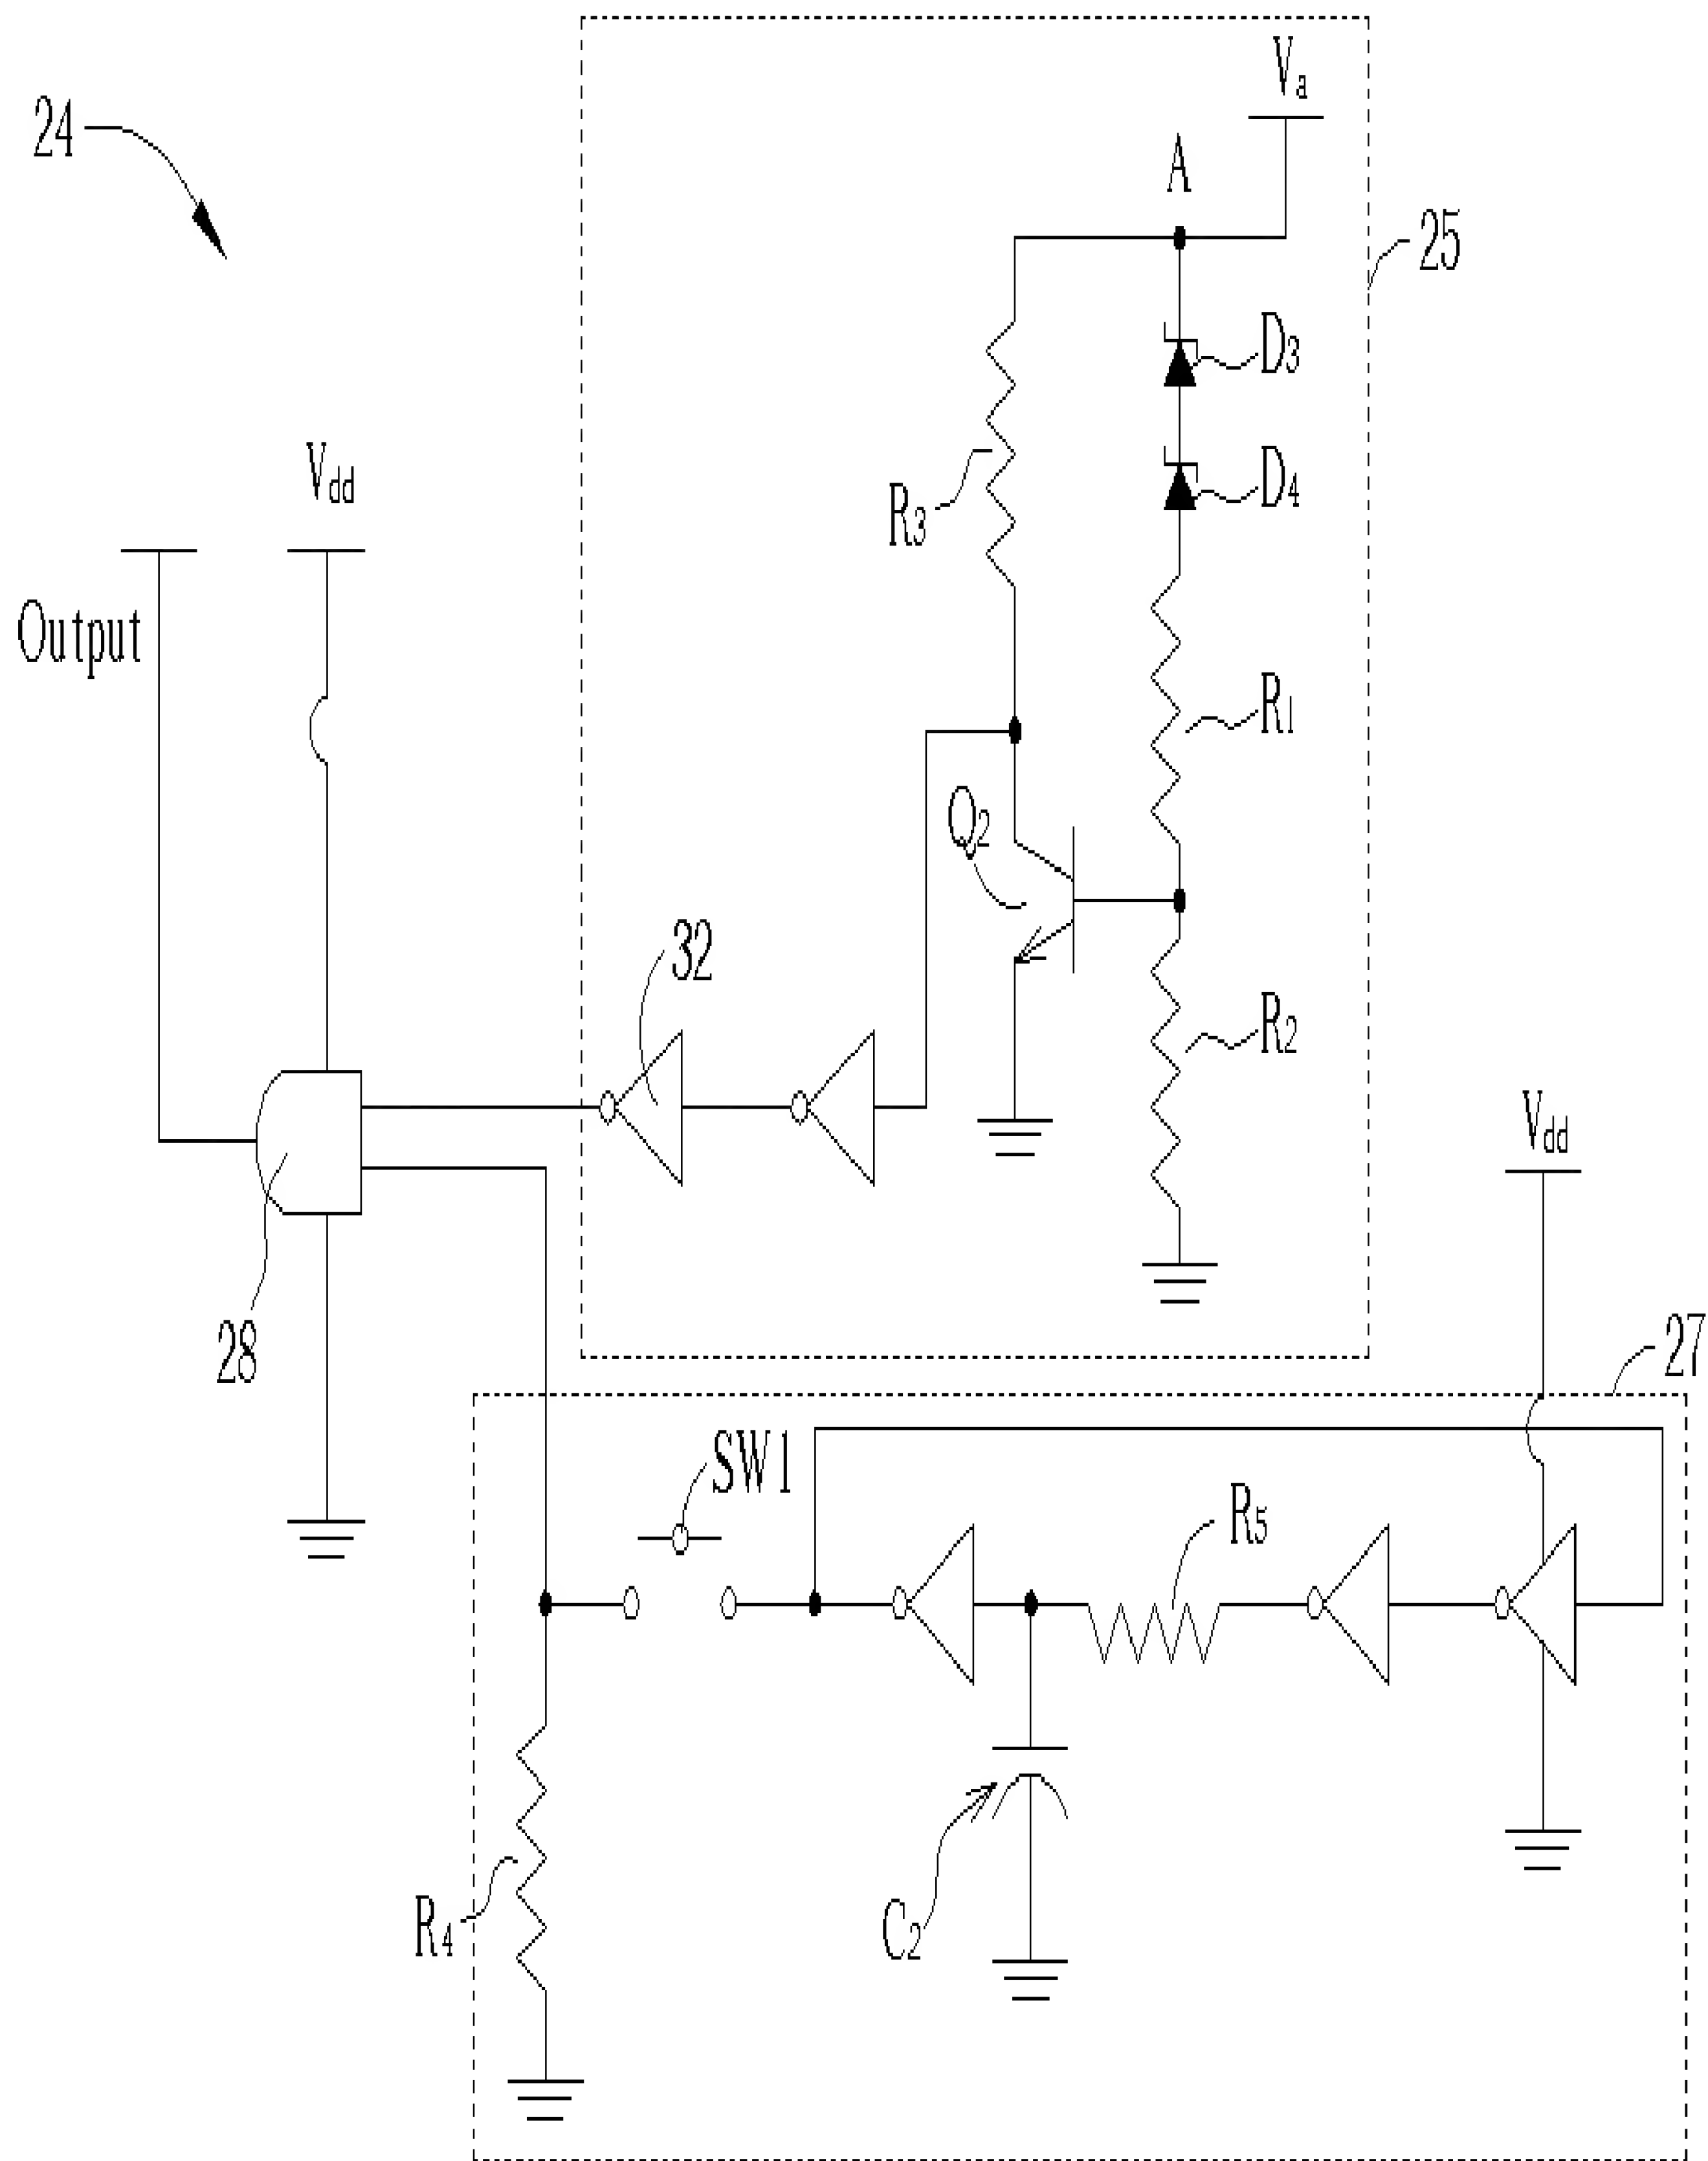 24
Va
A
25
D3
Vdd
D4
R3
Output
R1
Q2
32
R2
Vdd
28
27
SW1
R5
R4
C2